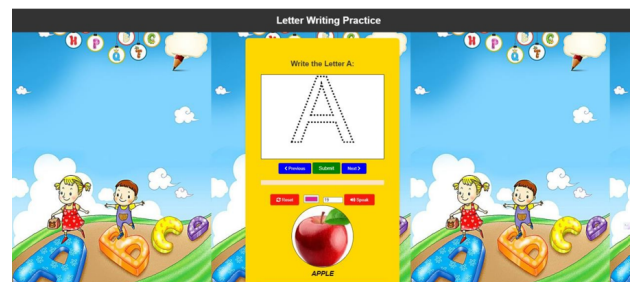 Letter Writing Practice
Write the Letter A:
A
Previous Submit Next
Reset Speak
APPLE
A B C D